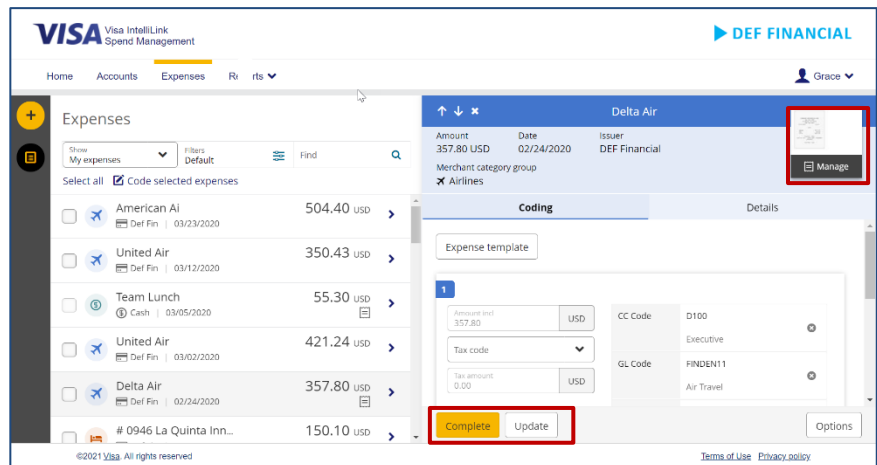 VISA Visa IntelliLink
Spend Management
DEF FINANCIAL
Home Accounts Expenses Re rts Grace
Expenses
Show
My expenses
Filters
Default
Find
Select all Code selected expenses
American Ai 504.40 USD
Def Fin | 03/23/2020
United Air 350.43 USD
Def Fin | 03/12/2020
Team Lunch 55.30 USD
Cash | 03/05/2020
United Air 421.24 USD
Def Fin | 03/02/2020
Delta Air 357.80 USD
Def Fin | 02/24/2020
# 0946 La Quinta Inn... 150.10 USD
Delta Air
Amount Date Issuer
357.80 USD 02/24/2020 DEF Financial
Merchant category group
Airlines
Manage
Coding Details
Expense template
1
Amount incl
357.80 USD
Tax code
Tax amount
0.00 USD
CC Code D100
Executive
GL Code FINDEN11
Air Travel
Complete Update Options
©2021 Visa. All rights reserved Terms of Use Privacy policy